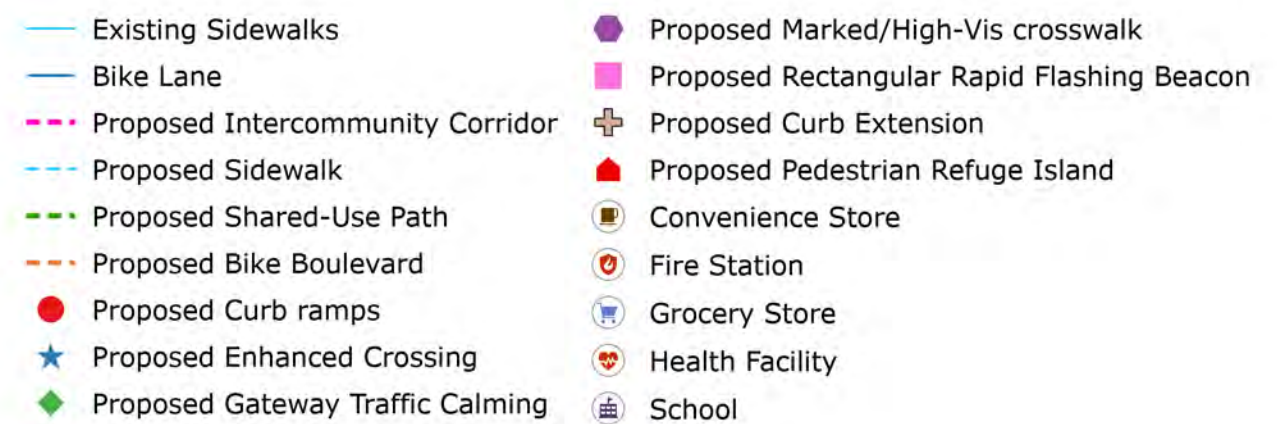 Existing Sidewalks
Bike Lane
Proposed Intercommunity Corridor
Proposed Sidewalk
Proposed Shared-Use Path
Proposed Bike Boulevard
Proposed Curb ramps
Proposed Enhanced Crossing
Proposed Gateway Traffic Calming
Proposed Marked/High-Vis crosswalk
Proposed Rectangular Rapid Flashing Beacon
Proposed Curb Extension
Proposed Pedestrian Refuge Island
Convenience Store
Fire Station
Grocery Store
Health Facility
School